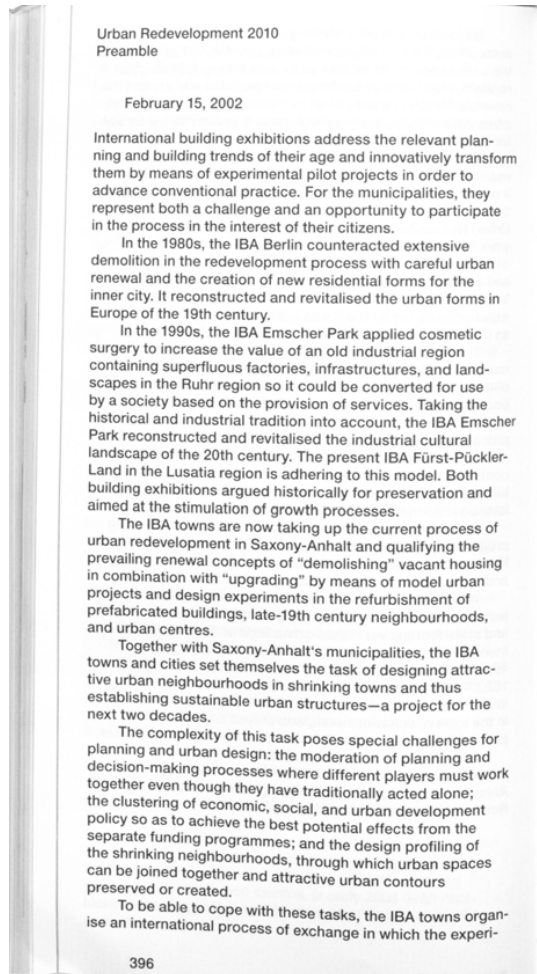 Urban Redevelopment 2010
Preamble
February 15, 2002
International building exhibitions address the relevant plan-
ning and building trends of their age and innovatively transform
them by means of experimental pilot projects in order to
advance conventional practice. For the municipalities, they
represent both a challenge and an opportunity to participate
in the process in the interest of their citizens.
In the 1980s, the IBA Berlin counteracted extensive
demolition in the redevelopment process with careful urban
renewal and the creation of new residential forms for the
inner city. It reconstructed and revitalised the urban forms in
Europe of the 19th century.
In the 1990s, the IBA Emscher Park applied cosmetic
surgery to increase the value of an old industrial region
containing superfluous factories, infrastructures, and land-
scapes in the Ruhr region so it could be converted for use
by a society based on the provision of services. Taking the
historical and industrial tradition into account, the IBA Emscher
Park reconstructed and revitalised the industrial cultural
landscape of the 20th century. The present IBA Fürst-Pückler-
Land in the Lusatia region is adhering to this model. Both
building exhibitions argued historically for preservation and
aimed at the stimulation of growth processes.
The IBA towns are now taking up the current process of
urban redevelopment in Saxony-Anhalt and qualifying the
prevailing renewal concepts of “demolishing” vacant housing
in combination with “upgrading” by means of model urban
projects and design experiments in the refurbishment of
prefabricated buildings, late-19th century neighbourhoods,
and urban centres.
Together with Saxony-Anhalt‘s municipalities, the IBA
towns and cities set themselves the task of designing attrac-
tive urban neighbourhoods in shrinking towns and thus
establishing sustainable urban structures—a project for the
next two decades.
The complexity of this task poses special challenges for
planning and urban design: the moderation of planning and
decision-making processes where different players must work
together even though they have traditionally acted alone;
the clustering of economic, social, and urban development
policy so as to achieve the best potential effects from the
separate funding programmes; and the design profiling of
the shrinking neighbourhoods, through which urban spaces
can be joined together and attractive urban contours
preserved or created.
To be able to cope with these tasks, the IBA towns organ-
ise an international process of exchange in which the experi-
396